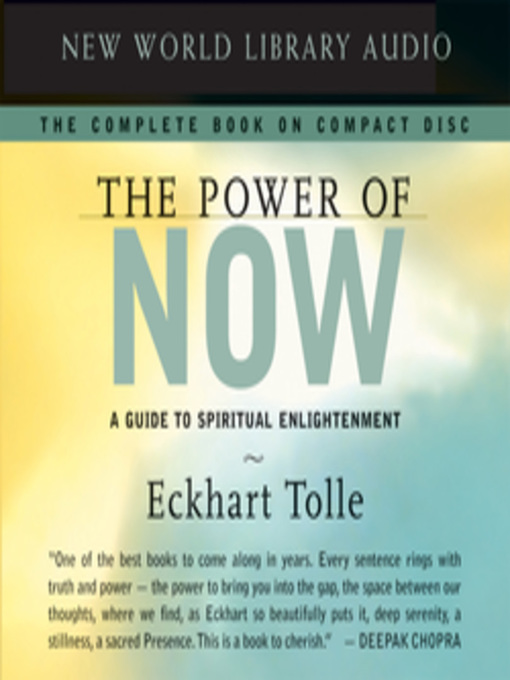 NEW WORLD LIBRARY AUDIO
THE COMPLETE BOOK ON COMPACT DISC
THE POWER OF
NOW
A GUIDE TO SPIRITUAL ENLIGHTENMENT
~
Eckhart Tolle
"One of the best books to come along in years. Every sentence rings with
truth and power — the power to bring you into the gap, the space between our
thoughts, where we find, as Eckhart so beautifully puts it, deep serenity, a
stillness, a sacred Presence. This is a book to cherish." — DEEPAK CHOPRA